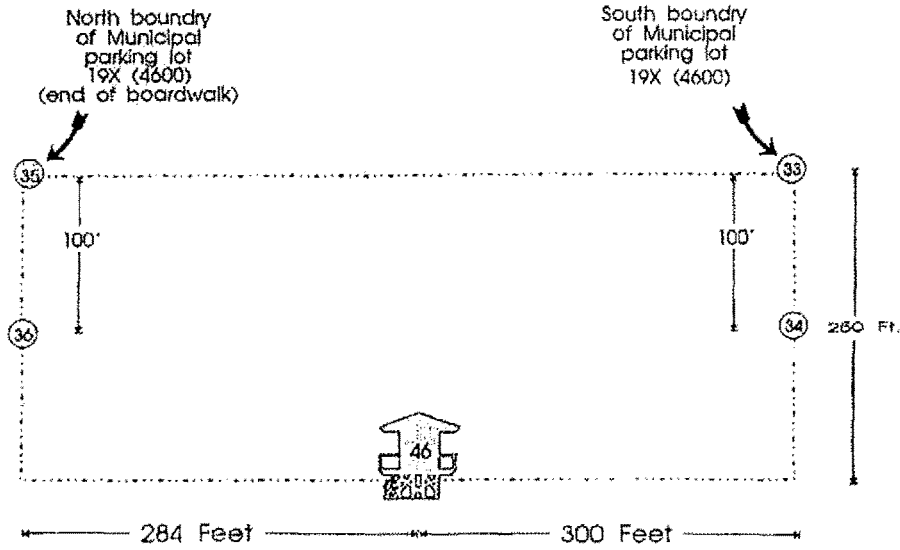 North boundry
of Municipal
parking lot
19X (4600)
(end of boardwalk)
South boundry
of Municipal
parking lot
19X (4600)
35
33
100'
100'
36
34
250 Ft.
46
284 Feet
300 Feet